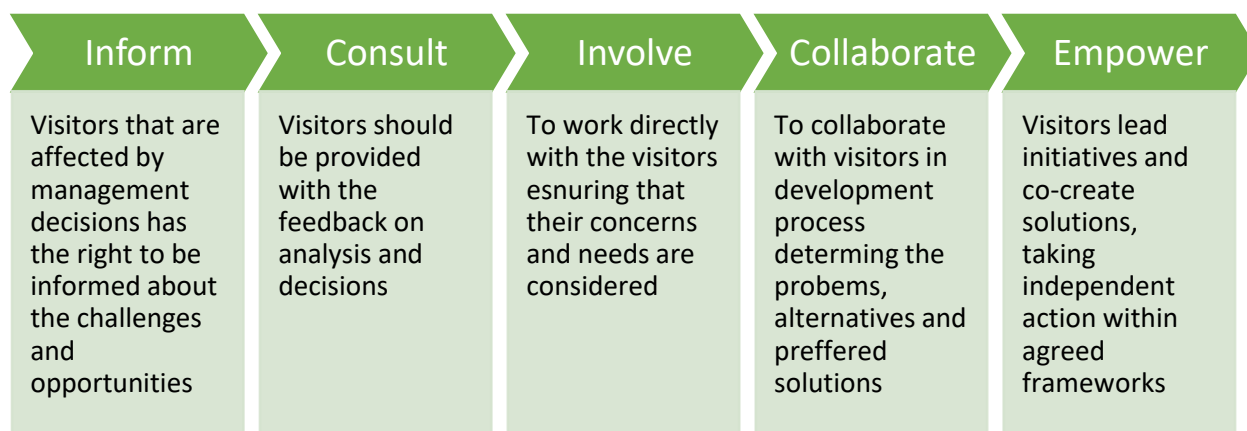 Inform
Visitors that are
affected by
management
decisions has
the right to be
informed about
the challenges
and
opportunities
Consult
Visitors should
be provided
with the
feedback on
analysis and
decisions
Involve
To work directly
with the visitors
esnuring that
their concerns
and needs are
considered
Collaborate
To collaborate
with visitors in
development
process
determing the
probems,
alternatives and
preffered
solutions
Empower
Visitors lead
initiatives and
co-create
solutions,
taking
independent
action within
agreed
frameworks